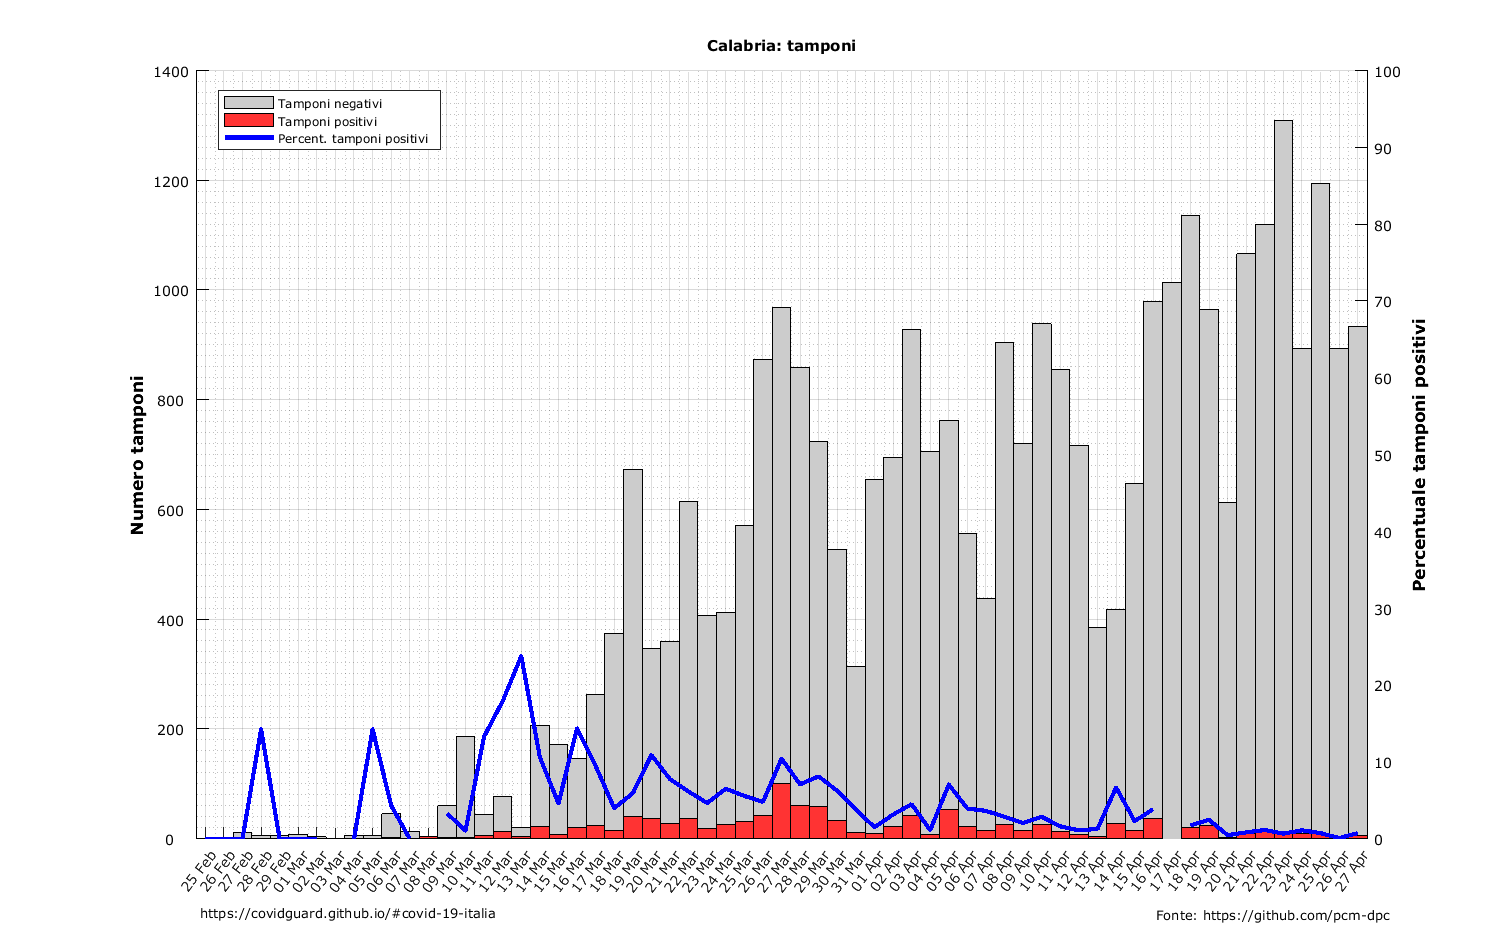 Calabria: tamponi
1400
1200
1000
800
600
400
200
0
Numero tamponi
Tamponi negativi
Tamponi positivi
Percent. tamponi positivi
100
90
80
70
60
50
40
30
20
10
0
Percentuale tamponi positivi
25 Feb
26 Feb
27 Feb
28 Feb
29 Feb
01 Mar
02 Mar
03 Mar
04 Mar
05 Mar
06 Mar
07 Mar
08 Mar
09 Mar
10 Mar
11 Mar
12 Mar
13 Mar
14 Mar
15 Mar
16 Mar
17 Mar
18 Mar
19 Mar
20 Mar
21 Mar
22 Mar
23 Mar
24 Mar
25 Mar
26 Mar
27 Mar
28 Mar
29 Mar
30 Mar
31 Mar
01 Apr
02 Apr
03 Apr
04 Apr
05 Apr
06 Apr
07 Apr
08 Apr
09 Apr
10 Apr
11 Apr
12 Apr
13 Apr
14 Apr
15 Apr
16 Apr
17 Apr
18 Apr
19 Apr
20 Apr
21 Apr
22 Apr
23 Apr
24 Apr
25 Apr
26 Apr
27 Apr
https://covidguard.github.io/#covid-19-italia
Fonte: https://github.com/pcm-dpc